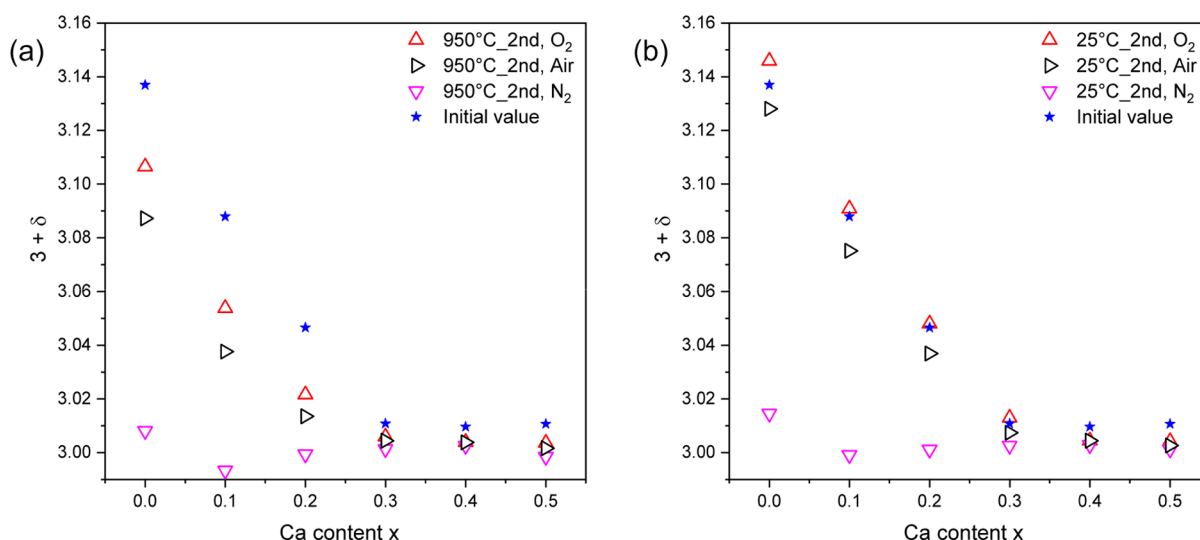 (a)
3.16
3.14
3.12
3.10
3.08
3.06
3.04
3.02
3.00
3 + δ
950°C_2nd, O₂
950°C_2nd, Air
950°C_2nd, N₂
Initial value
0.0 0.1 0.2 0.3 0.4 0.5
Ca content x
(b)
3.16
3.14
3.12
3.10
3.08
3.06
3.04
3.02
3.00
3 + δ
25°C_2nd, O₂
25°C_2nd, Air
25°C_2nd, N₂
Initial value
0.0 0.1 0.2 0.3 0.4 0.5
Ca content x